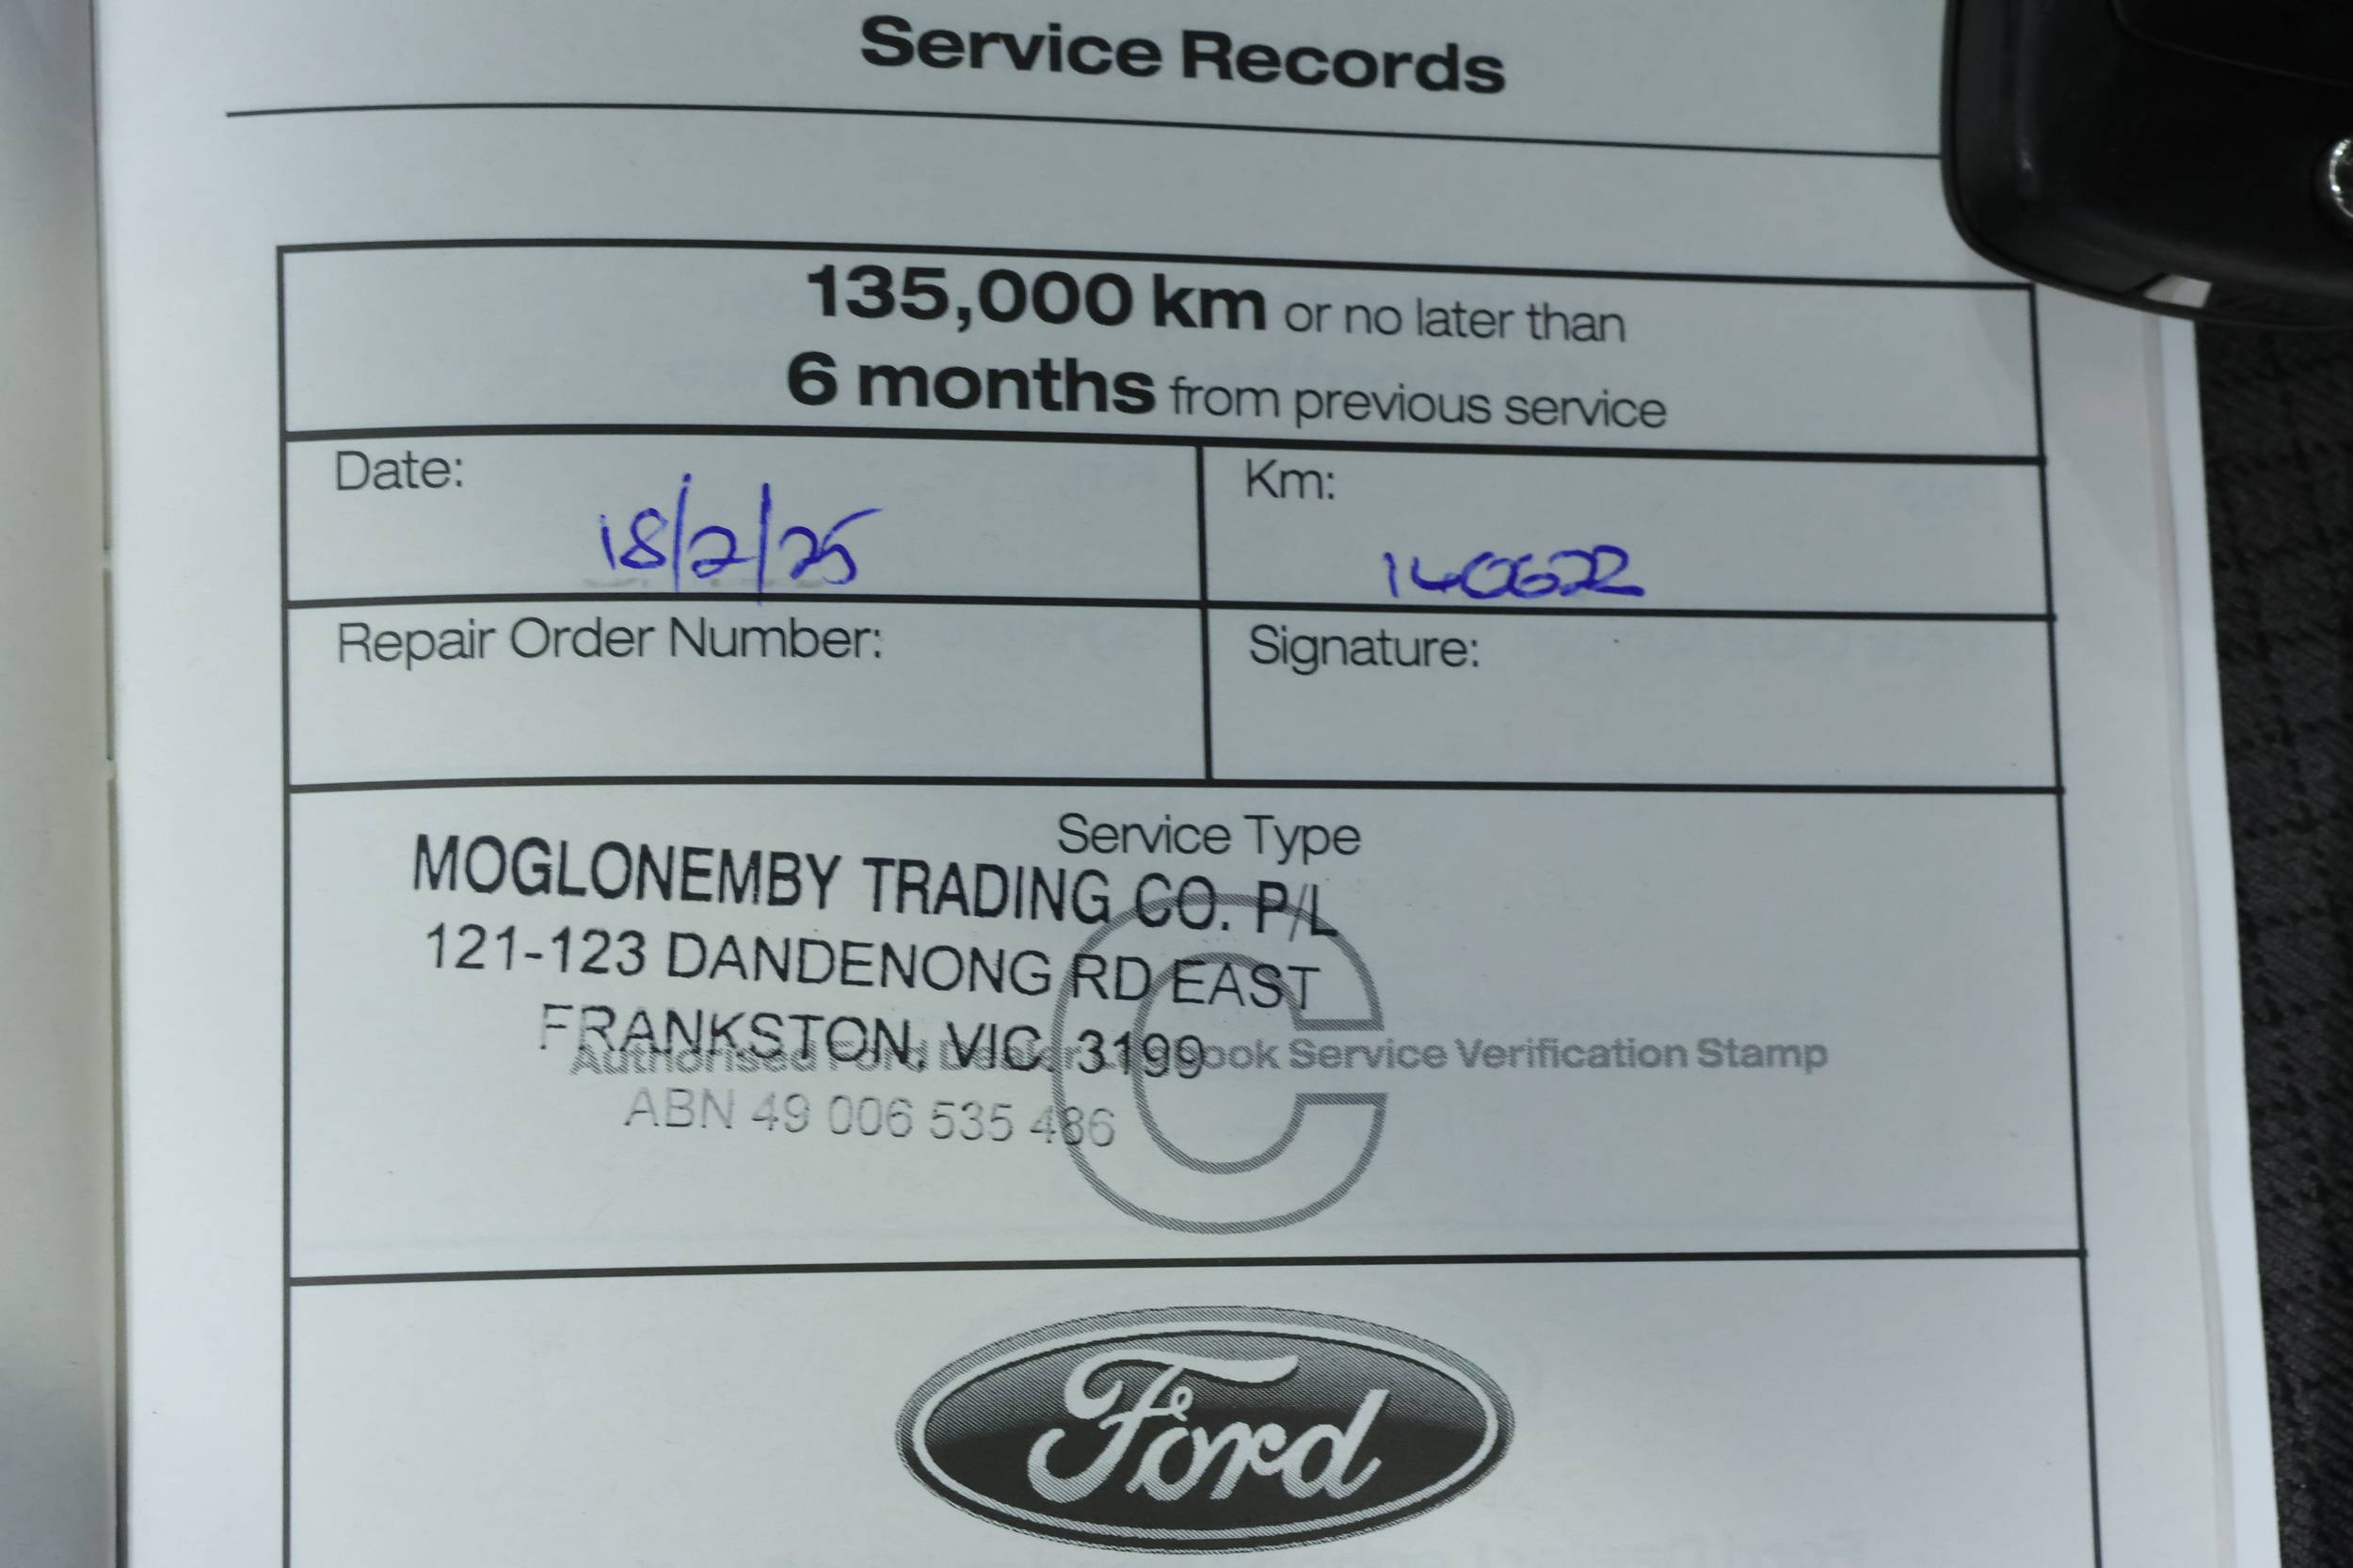 Service Records
135,000 km or no later than
6 months from previous service
Date:
18/2/25
Km:
140622
Repair Order Number:
Signature:
Service Type
MOGLONEMBY TRADING CO. P/L
121-123 DANDENONG RD EAST
FRANKSTON, VIC. 3199
Authorised Ford Service Verification Stamp
ABN 49 006 535 486
C
Ford